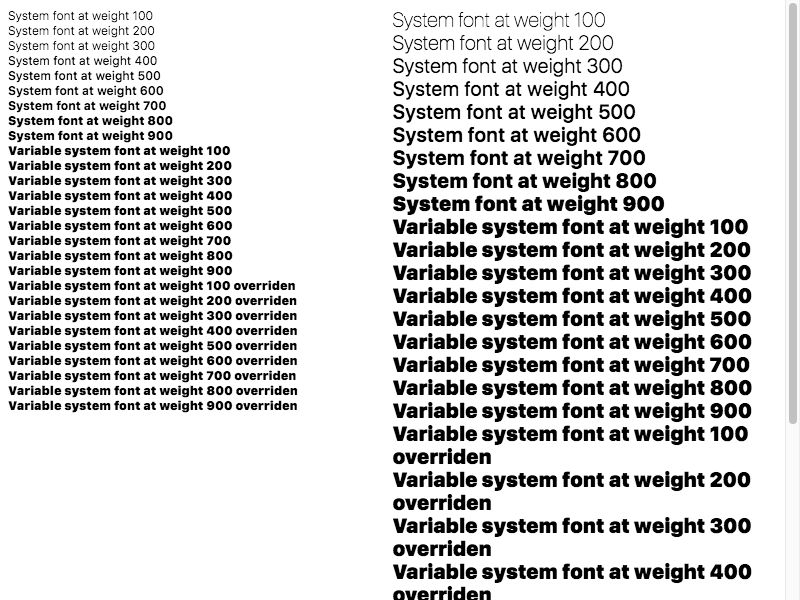 System font at weight 100
System font at weight 200
System font at weight 300
System font at weight 400
System font at weight 500
System font at weight 600
System font at weight 700
System font at weight 800
System font at weight 900
Variable system font at weight 100
Variable system font at weight 200
Variable system font at weight 300
Variable system font at weight 400
Variable system font at weight 500
Variable system font at weight 600
Variable system font at weight 700
Variable system font at weight 800
Variable system font at weight 900
Variable system font at weight 100 overriden
Variable system font at weight 200 overriden
Variable system font at weight 300 overriden
Variable system font at weight 400 overriden
Variable system font at weight 500 overriden
Variable system font at weight 600 overriden
Variable system font at weight 700 overriden
Variable system font at weight 800 overriden
Variable system font at weight 900 overriden
System font at weight 100
System font at weight 200
System font at weight 300
System font at weight 400
System font at weight 500
System font at weight 600
System font at weight 700
System font at weight 800
System font at weight 900
Variable system font at weight 100
Variable system font at weight 200
Variable system font at weight 300
Variable system font at weight 400
Variable system font at weight 500
Variable system font at weight 600
Variable system font at weight 700
Variable system font at weight 800
Variable system font at weight 900
Variable system font at weight 100
overriden
Variable system font at weight 200
overriden
Variable system font at weight 300
overriden
Variable system font at weight 400
overriden